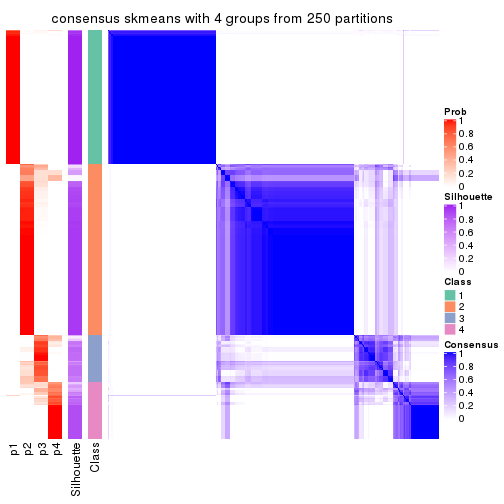 consensus skmeans with 4 groups from 250 partitions
Prob
1
0.8
0.6
0.4
0.2
0
Silhouette
1
0.8
0.6
0.4
0.2
0
Class
1
2
3
4
Consensus
1
0.8
0.6
0.4
0.2
0
p1
p2
p3
p4
Silhouette
Class